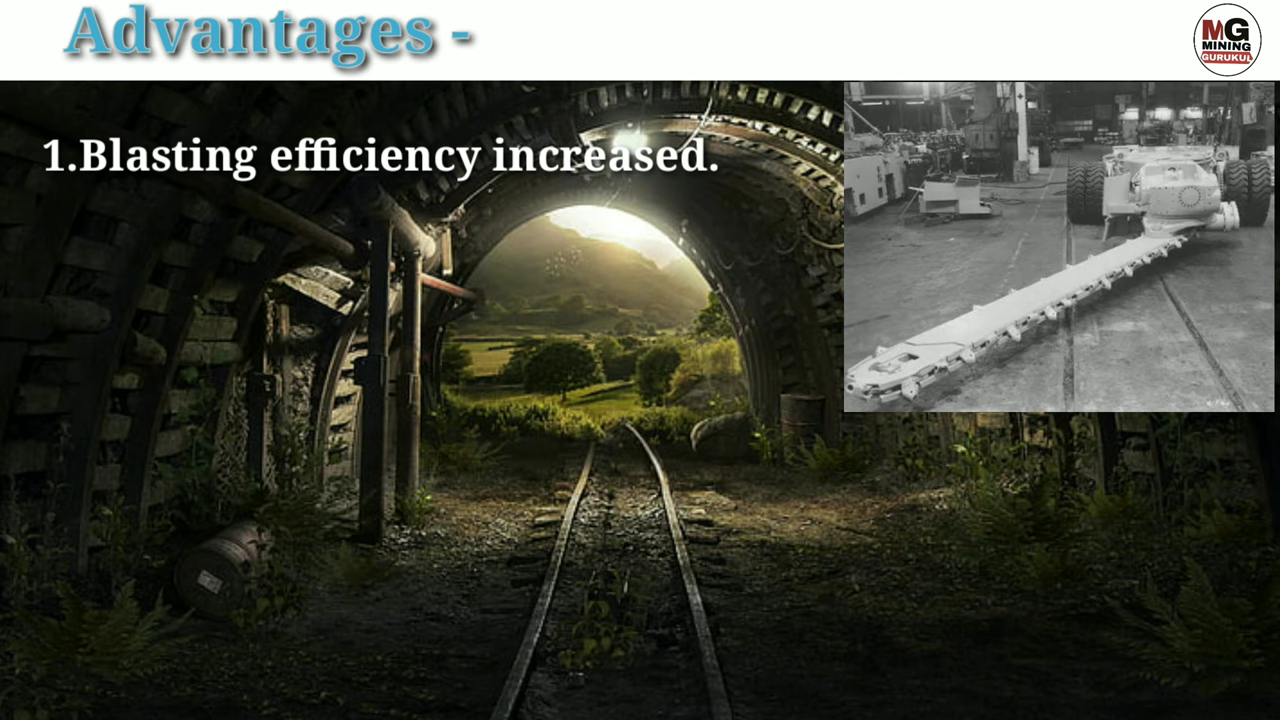 Advantages -
MG
MINING
GURUKUL
1.Blasting efficiency increased.